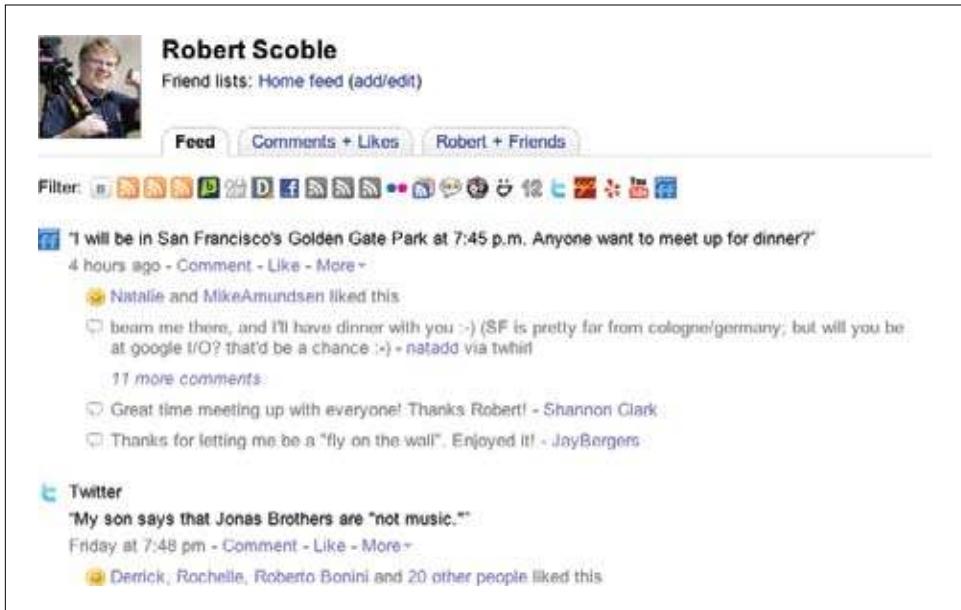 Robert Scoble
Friend lists: Home feed (add/edit)
Feed Comments + Likes Robert + Friends
Filter:
"I will be in San Francisco's Golden Gate Park at 7:45 p.m. Anyone want to meet up for dinner?"
4 hours ago - Comment - Like - More
Natalie and MikeAmundsen liked this
beam me there, and I'll have dinner with you :-) (SF is pretty far from cologne/germany; but will you be
at google I/O? that'd be a chance :-) - natadd via twhirl
11 more comments
Great time meeting up with everyone! Thanks Robert! - Shannon Clark
Thanks for letting me be a "fly on the wall". Enjoyed it! - JayBergers
Twitter
"My son says that Jonas Brothers are "not music.""
Friday at 7:48 pm - Comment - Like - More
Derrick, Rochelle, Roberto Bonini and 20 other people liked this